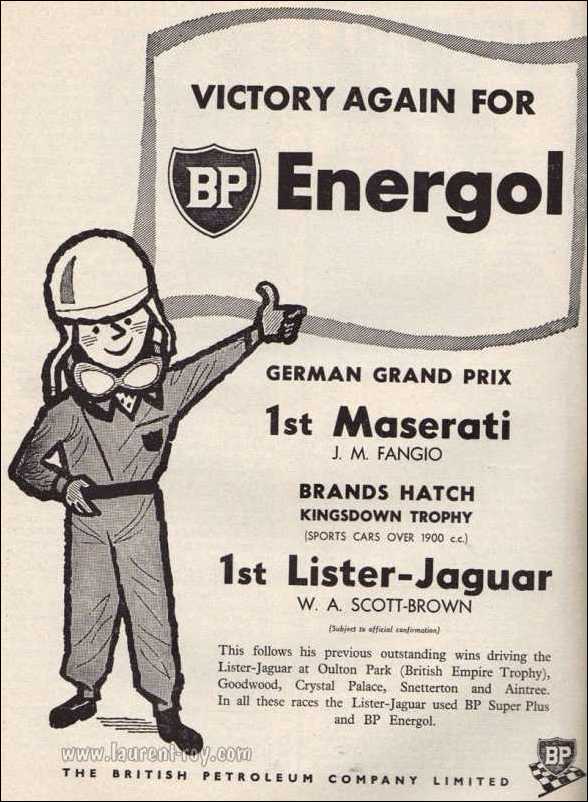 VICTORY AGAIN FOR
BP Energol
GERMAN GRAND PRIX
1st Maserati
J. M. FANGIO
BRANDS HATCH
KINGSDOWN TROPHY
(SPORTS CARS OVER 1900 c.c.)
1st Lister-Jaguar
W. A. SCOTT-BROWN
(Subject to official confirmation)
This follows his previous outstanding wins driving the
Lister-Jaguar at Oulton Park (British Empire Trophy),
Goodwood, Crystal Palace, Snetterton and Aintree.
In all these races the Lister-Jaguar used BP Super Plus
and BP Energol.
www.laurent-roy.com
BP
THE BRITISH PETROLEUM COMPANY LIMITED